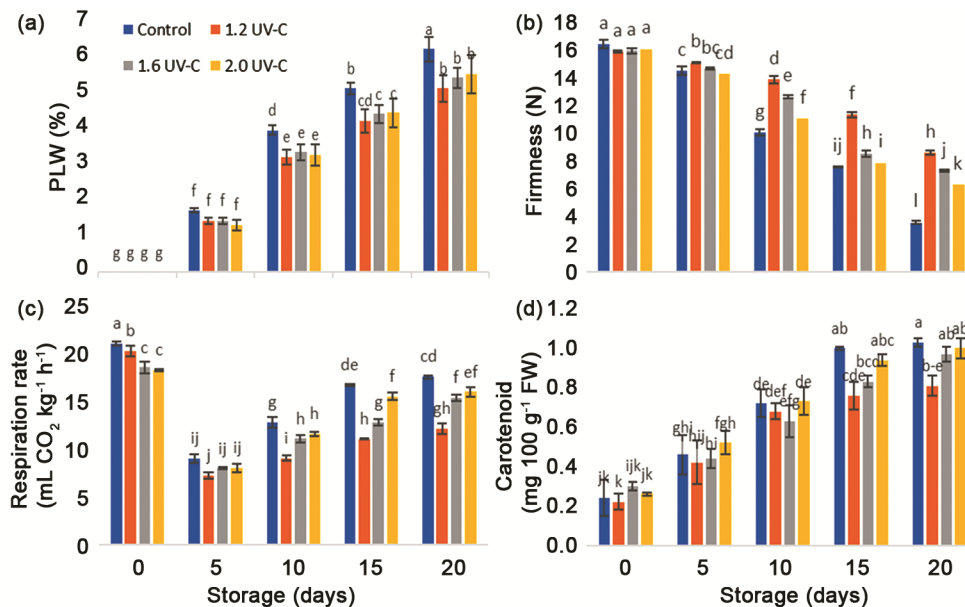 (a)
Control
1.2 UV-C
1.6 UV-C
2.0 UV-C
PLW (%)
7
6
5
4
3
2
1
0
g g g g
f f f f
d e e e
b cd c c
a b b b
(b)
Firmness (N)
18
16
14
12
10
8
6
4
2
0
a a a a
c b bc cd
g d e f
ij f h i
l h j k
(c)
Respiration rate
(mL CO₂ kg⁻¹ h⁻¹)
25
20
15
10
5
0
a b c c
ij j ij ij
g i h h
de h g f
cd gh f ef
0 5 10 15 20
Storage (days)
(d)
Carotenoid
(mg 100 g⁻¹ FW)
1.2
1.0
0.8
0.6
0.4
0.2
0.0
jk k ijk jk
ghi hij hi fgh
de de efg de
ab cde bcd abc
a b-e ab ab
0 5 10 15 20
Storage (days)